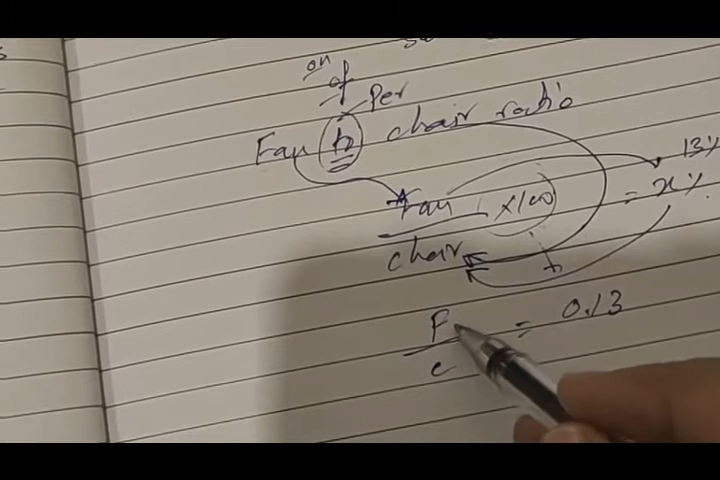 on
of
Per
Fan to chair ratio
13%
Fan ×100 = x%.
chair
F = 0.13
c